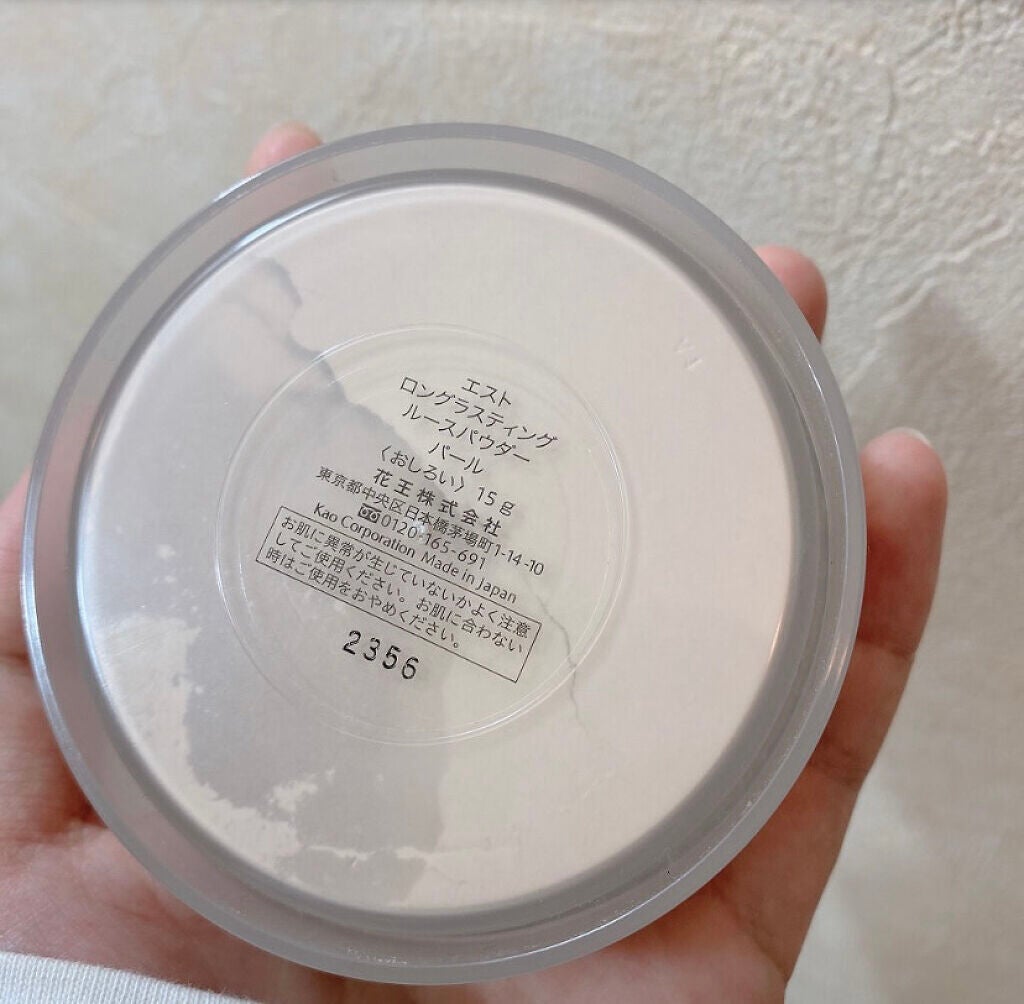 エスト
ロングラスティング
ルースパウダー
パール
〈おしろい〉 15g
花王株式会社
東京都中央区日本橋茅場町1-14-10
0120-165-691
Kao Corporation Made in Japan
お肌に異常が生じていないかよく注意
してご使用ください。お肌に合わない
時はご使用をおやめください。
2356